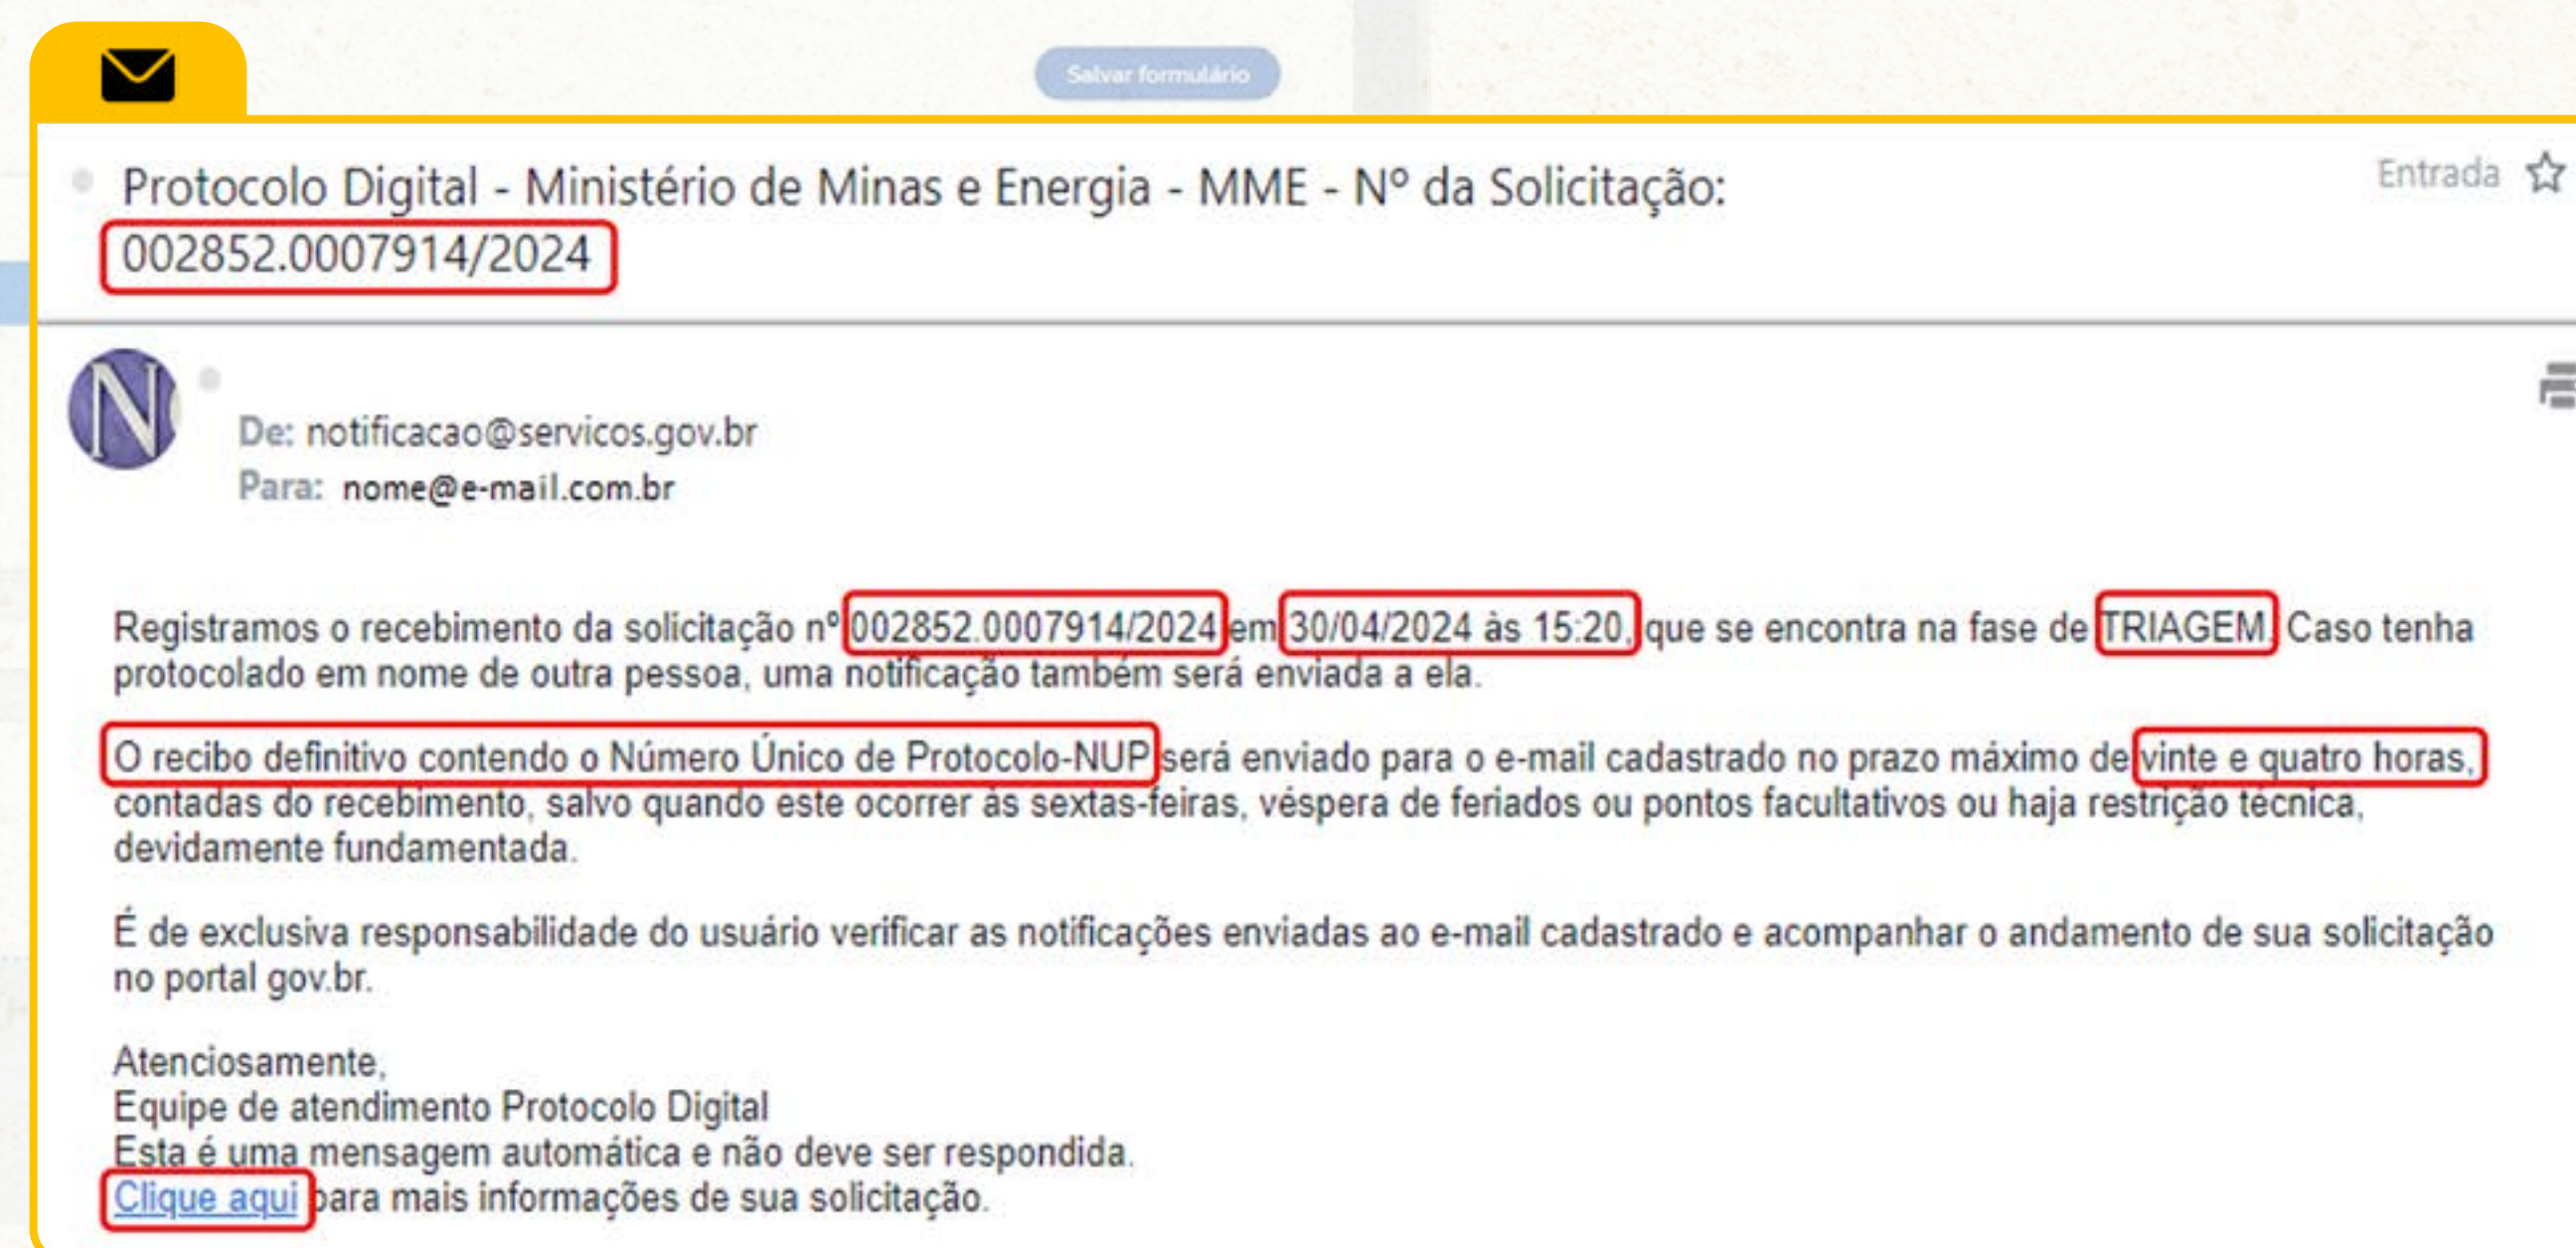 Salvar formulário
Protocolo Digital - Ministério de Minas e Energia - MME - Nº da Solicitação:
002852.0007914/2024
Entrada
N
De: notificacao@servicos.gov.br
Para: nome@e-mail.com.br
Registramos o recebimento da solicitação nº 002852.0007914/2024 em 30/04/2024 às 15:20, que se encontra na fase de TRIAGEM. Caso tenha
protocolado em nome de outra pessoa, uma notificação também será enviada a ela.
O recibo definitivo contendo o Número Único de Protocolo-NUP será enviado para o e-mail cadastrado no prazo máximo de vinte e quatro horas,
contadas do recebimento, salvo quando este ocorrer às sextas-feiras, véspera de feriados ou pontos facultativos ou haja restrição técnica,
devidamente fundamentada.
É de exclusiva responsabilidade do usuário verificar as notificações enviadas ao e-mail cadastrado e acompanhar o andamento de sua solicitação
no portal gov.br.
Atenciosamente,
Equipe de atendimento Protocolo Digital
Esta é uma mensagem automática e não deve ser respondida.
Clique aqui para mais informações de sua solicitação.